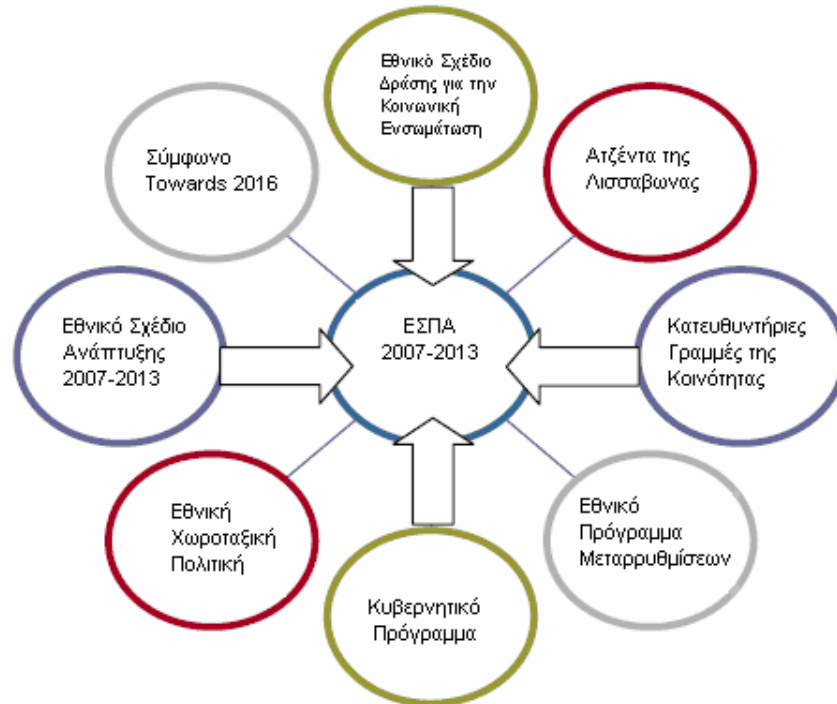 Εθνικό Σχέδιο
Δράσης για την
Κοινωνική
Ενσωμάτωση
Σύμφωνο
Towards 2016
Ατζέντα της
Λισσαβωνας
Εθνικό Σχέδιο
Ανάπτυξης
2007-2013
ΕΣΠΑ
2007-2013
Κατευθυντήριες
Γραμμές της
Κοινότητας
Εθνική
Χωροταξική
Πολιτική
Εθνικό
Πρόγραμμα
Μεταρρυθμίσεων
Κυβερνητικό
Πρόγραμμα